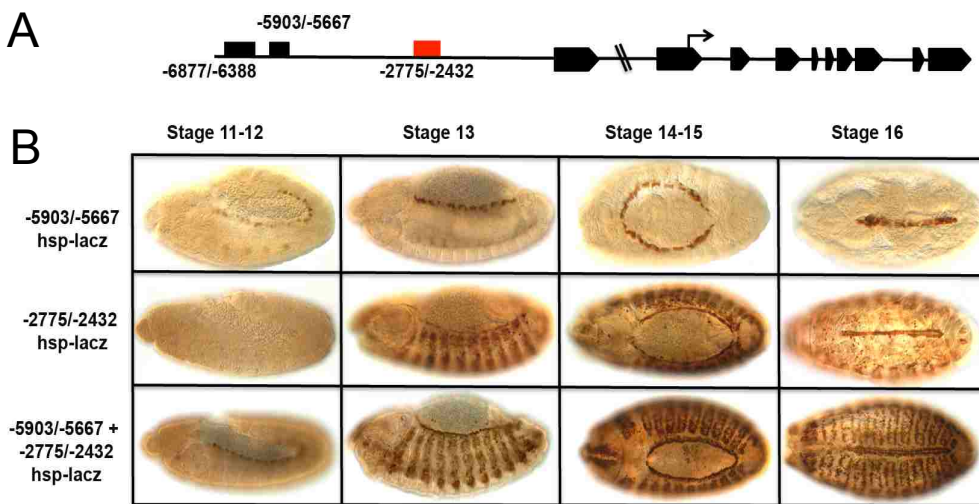 A
-5903/-5667
-6877/-6388
-2775/-2432
B
Stage 11-12
Stage 13
Stage 14-15
Stage 16
-5903/-5667
hsp-lacz
-2775/-2432
hsp-lacz
-5903/-5667 +
-2775/-2432
hsp-lacz